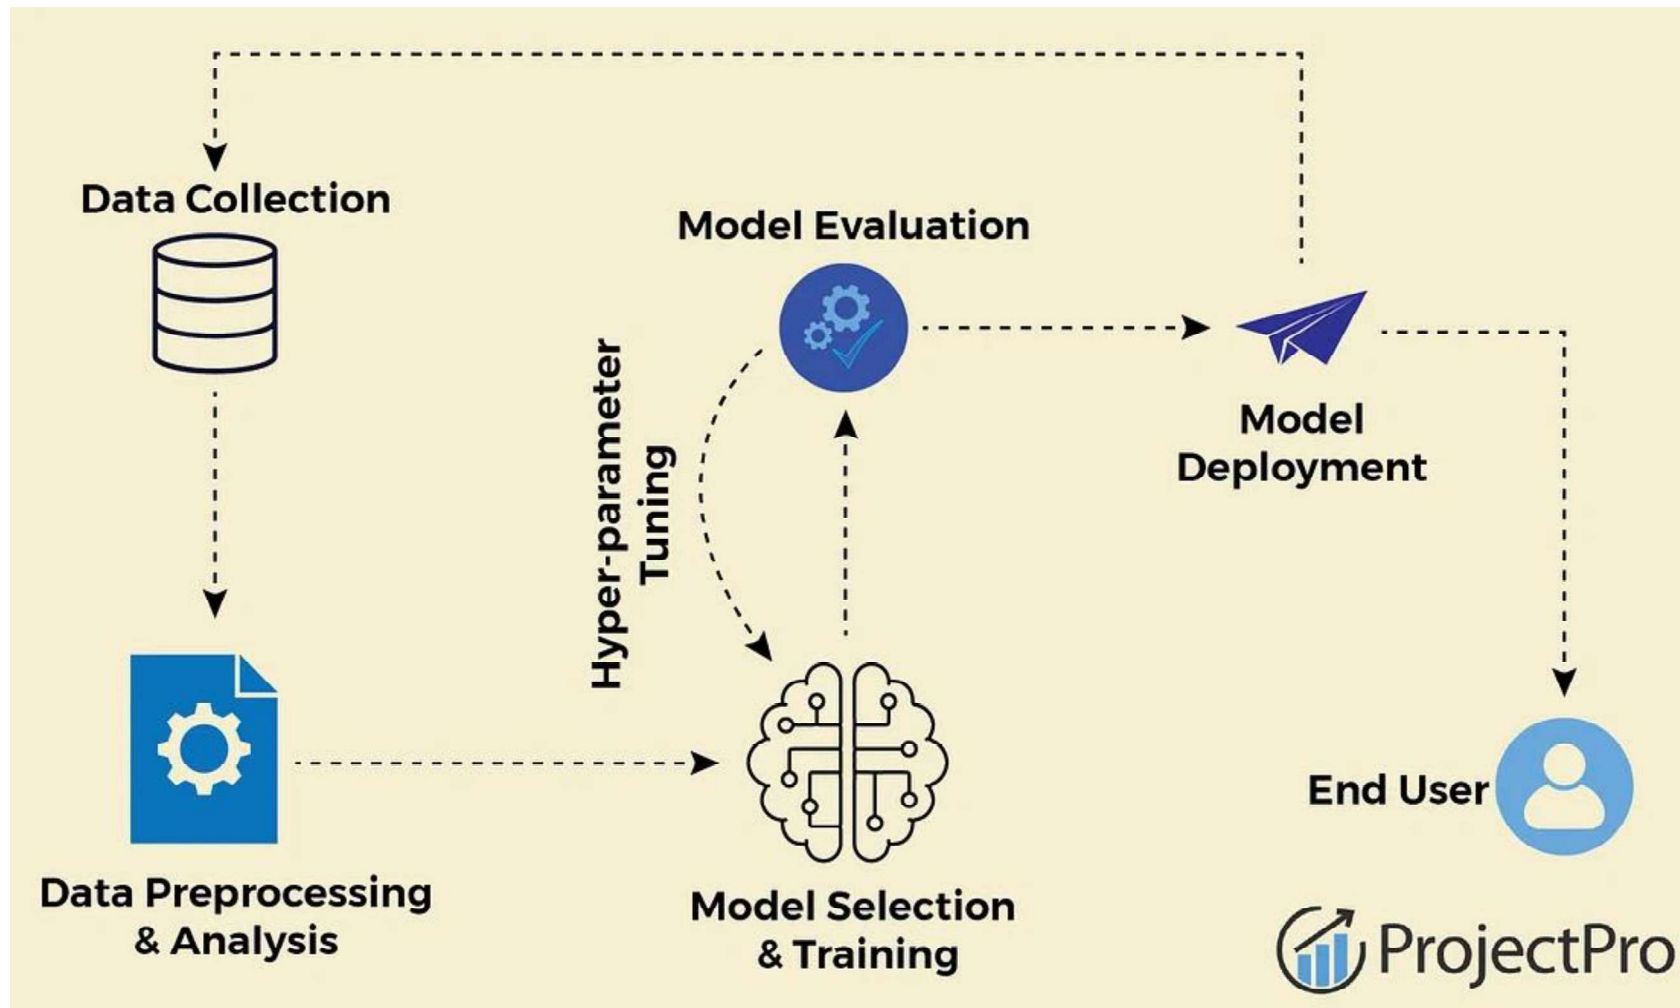 Data Collection
Model Evaluation
Hyper-parameter
Tuning
Model
Deployment
End User
Data Preprocessing
& Analysis
Model Selection
& Training
ProjectPro